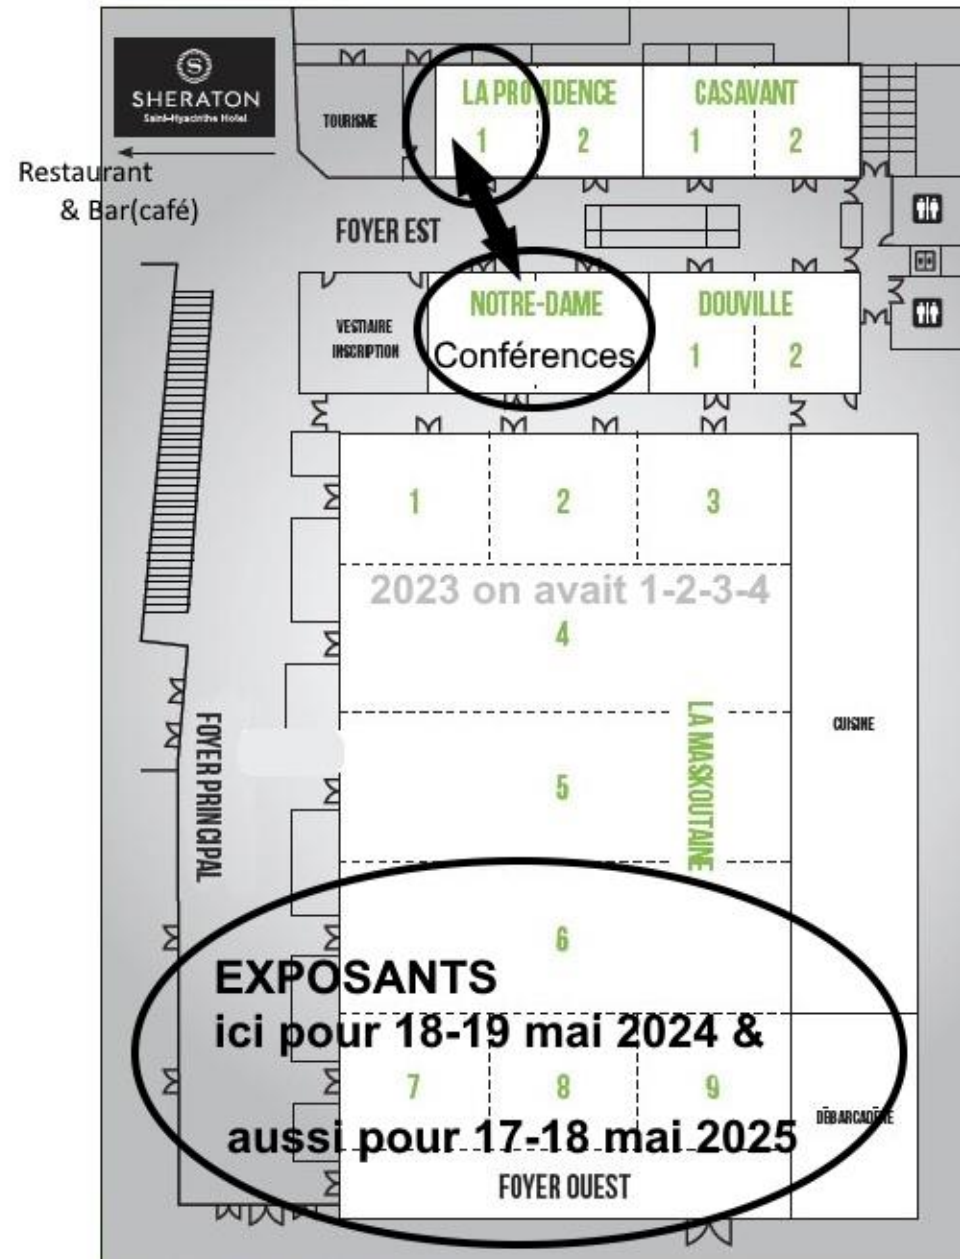 SHERATON
Saint-Hyacinthe Hotel
Restaurant
& Bar(café)
TOURISME
LA PROVIDENCE
1
2
CASAVANT
1
2
FOYER EST
VESTIAIRE
INSCRIPTION
NOTRE-DAME
Conférences
DOUVILLE
1
2
1
2
3
2023 on avait 1-2-3-4
4
LA MASKOUTAINE
CUISINE
FOYER PRINCIPAL
5
6
EXPOSANTS
ici pour 18-19 mai 2024 &
7
8
9
DÉBARCADÈRE
aussi pour 17-18 mai 2025
FOYER OUEST